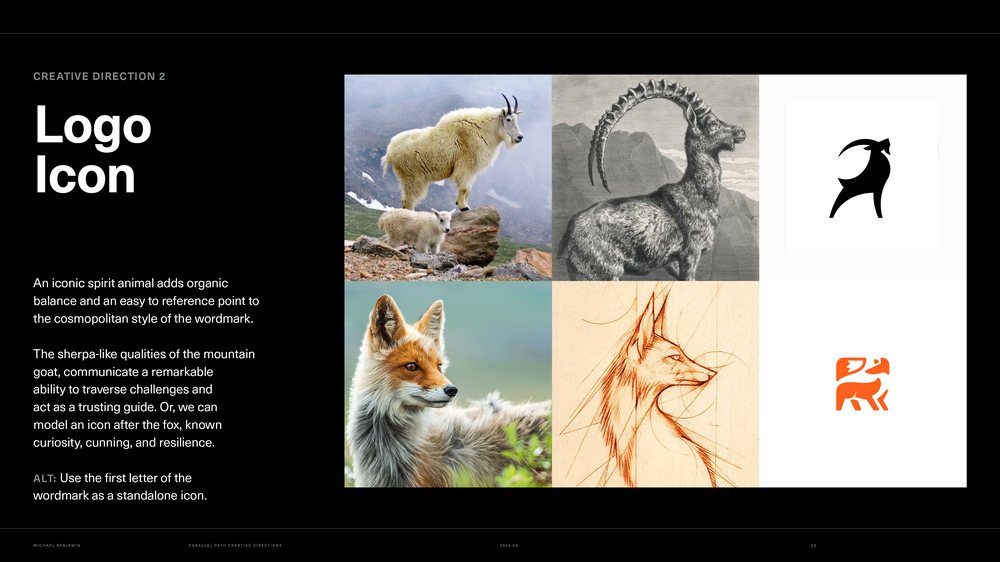 CREATIVE DIRECTION 2
Logo
Icon
An iconic spirit animal adds organic
balance and an easy to reference point to
the cosmopolitan style of the wordmark.
The sherpa-like qualities of the mountain
goat, communicate a remarkable
ability to traverse challenges and
act as a trusting guide. Or, we can
model an icon after the fox, known
curiosity, cunning, and resilience.
ALT: Use the first letter of the
wordmark as a standalone icon.
MICHAEL BENJAMIN
PARALLEL PATH CREATIVE DIRECTIONS